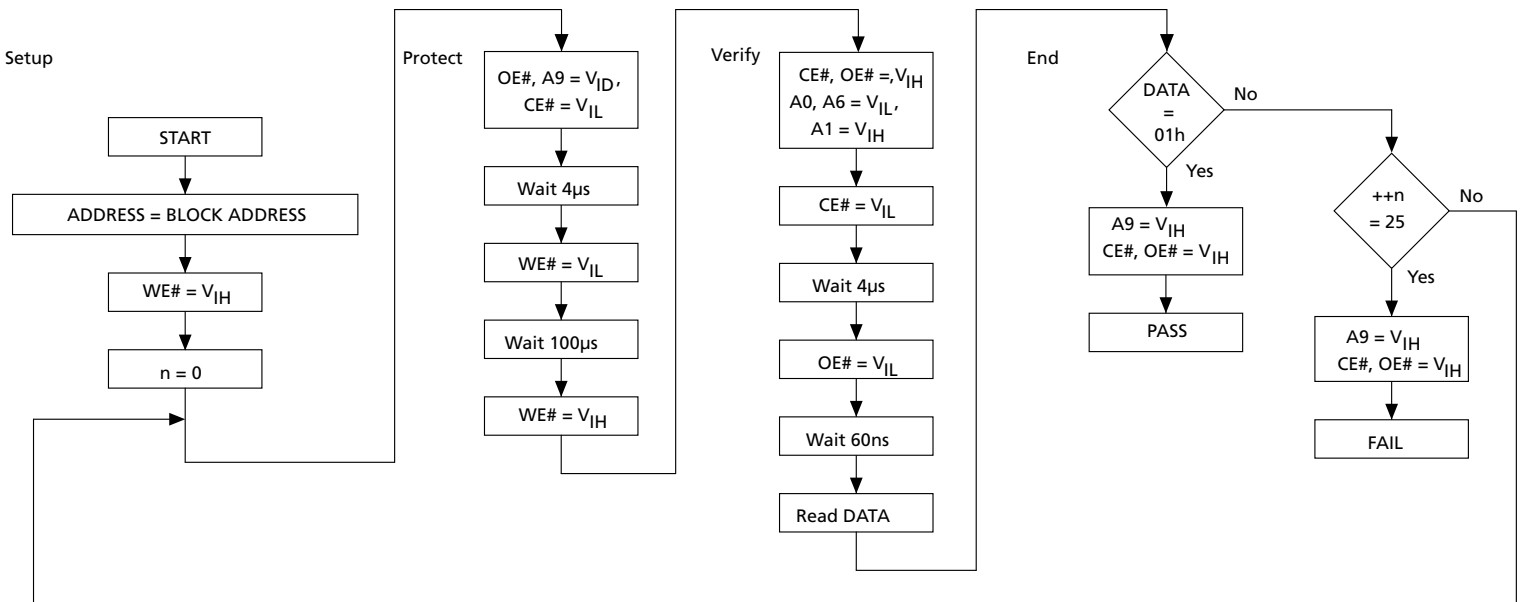 Setup
START
ADDRESS = BLOCK ADDRESS
WE# = VIH
n = 0
Protect
OE#, A9 = VID,
CE# = VIL
Wait 4µs
WE# = VIL
Wait 100µs
WE# = VIH
Verify
CE#, OE# =,VIH
A0, A6 = VIL,
A1 = VIH
CE# = VIL
Wait 4µs
OE# = VIL
Wait 60ns
Read DATA
End
DATA
=
01h
No
Yes
A9 = VIH
CE#, OE# = VIH
PASS
++n
= 25
No
Yes
A9 = VIH
CE#, OE# = VIH
FAIL